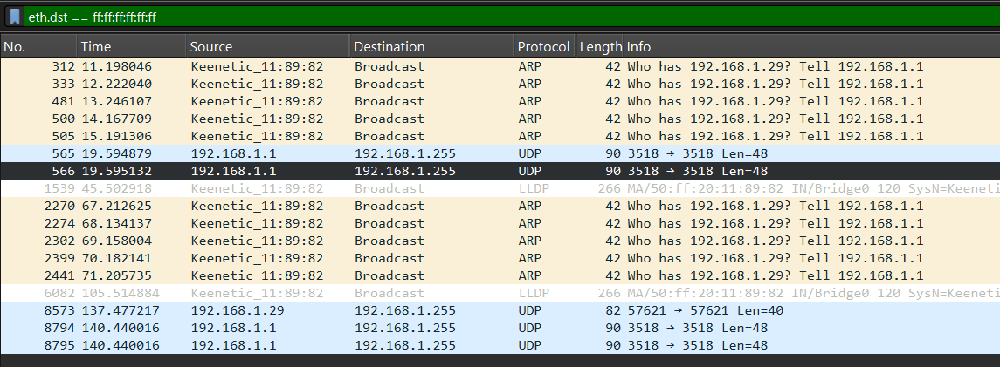 eth.dst == ff:ff:ff:ff:ff:ff
No. Time Source Destination Protocol Length Info
312 11.198046 Keenetic_11:89:82 Broadcast ARP 42 Who has 192.168.1.29? Tell 192.168.1.1
333 12.222040 Keenetic_11:89:82 Broadcast ARP 42 Who has 192.168.1.29? Tell 192.168.1.1
481 13.246107 Keenetic_11:89:82 Broadcast ARP 42 Who has 192.168.1.29? Tell 192.168.1.1
500 14.167709 Keenetic_11:89:82 Broadcast ARP 42 Who has 192.168.1.29? Tell 192.168.1.1
505 15.191306 Keenetic_11:89:82 Broadcast ARP 42 Who has 192.168.1.29? Tell 192.168.1.1
565 19.594879 192.168.1.1 192.168.1.255 UDP 90 3518 → 3518 Len=48
566 19.595132 192.168.1.1 192.168.1.255 UDP 90 3518 → 3518 Len=48
1539 45.502918 Keenetic_11:89:82 Broadcast LLDP 266 MA/50:ff:20:11:89:82 IN/Bridge0 120 SysN=Keeneti
2270 67.212625 Keenetic_11:89:82 Broadcast ARP 42 Who has 192.168.1.29? Tell 192.168.1.1
2274 68.134137 Keenetic_11:89:82 Broadcast ARP 42 Who has 192.168.1.29? Tell 192.168.1.1
2302 69.158004 Keenetic_11:89:82 Broadcast ARP 42 Who has 192.168.1.29? Tell 192.168.1.1
2399 70.182141 Keenetic_11:89:82 Broadcast ARP 42 Who has 192.168.1.29? Tell 192.168.1.1
2441 71.205735 Keenetic_11:89:82 Broadcast ARP 42 Who has 192.168.1.29? Tell 192.168.1.1
6082 105.514884 Keenetic_11:89:82 Broadcast LLDP 266 MA/50:ff:20:11:89:82 IN/Bridge0 120 SysN=Keeneti
8573 137.477217 192.168.1.29 192.168.1.255 UDP 82 57621 → 57621 Len=40
8794 140.440016 192.168.1.1 192.168.1.255 UDP 90 3518 → 3518 Len=48
8795 140.440016 192.168.1.1 192.168.1.255 UDP 90 3518 → 3518 Len=48